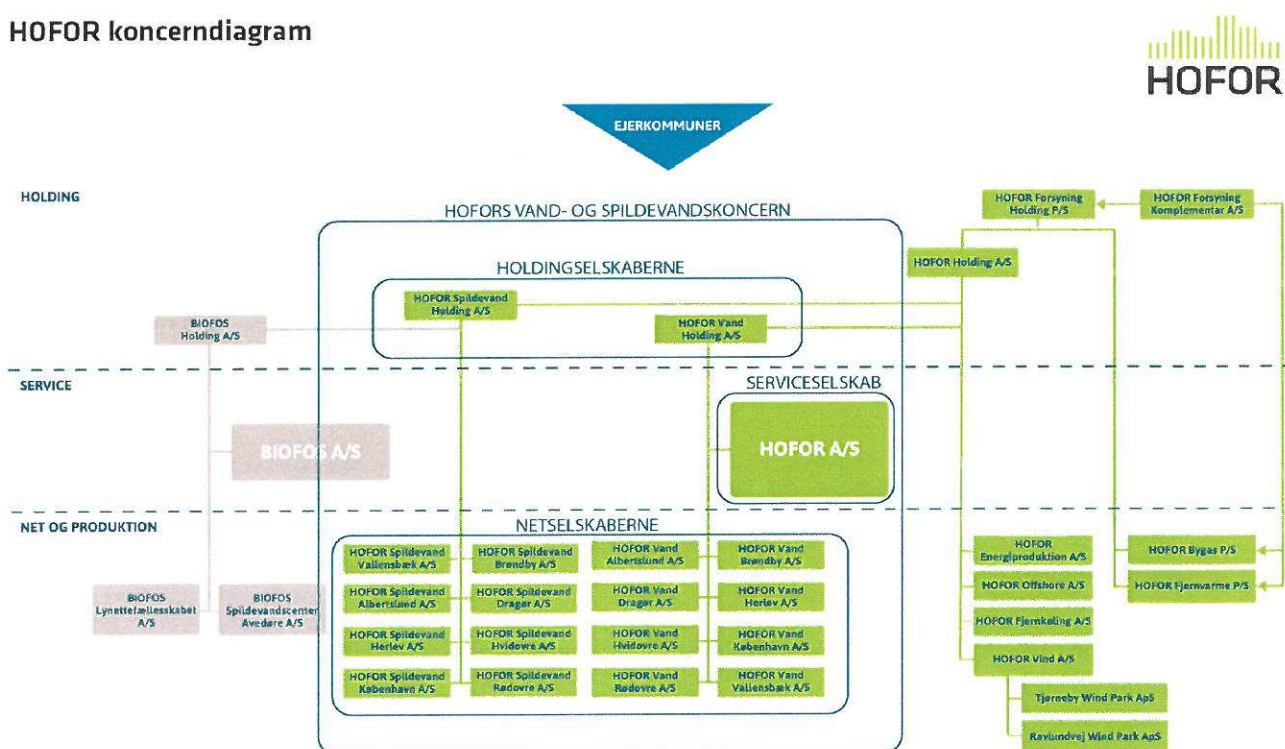 HOFOR koncerndiagram
HOFOR
EJERKOMMUNER
HOLDING
HOFORS VAND- OG SPILDEVANDSKONCERN
HOFOR Forsyning
Holding P/S
HOFOR Forsyning
Komplementar A/S
HOLDINGSELSKABERNE
HOFOR Holding A/S
HOFOR Spildevand
Holding A/S
BIOFOS
Holding A/S
HOFOR Vand
Holding A/S
SERVICE
SERVICESELSKAB
BIOFOS A/S
HOFOR A/S
NET OG PRODUKTION
NETSELSKABERNE
HOFOR Spildevand
Vallensbæk A/S
HOFOR Spildevand
Brøndby A/S
HOFOR Vand
Albertslund A/S
HOFOR Vand
Brøndby A/S
HOFOR
Energiproduktion A/S
HOFOR Bygas P/S
BIOFOS
Lynettefællesskabet
A/S
BIOFOS
Spildevandscenter
Avedøre A/S
HOFOR Spildevand
Albertslund A/S
HOFOR Spildevand
Dragør A/S
HOFOR Vand
Dragør A/S
HOFOR Vand
Herlev A/S
HOFOR Offshore A/S
HOFOR Fjernvarme P/S
HOFOR Spildevand
Herlev A/S
HOFOR Spildevand
Hvidovre A/S
HOFOR Vand
Hvidovre A/S
HOFOR Vand
København A/S
HOFOR Fjernkøling A/S
HOFOR Spildevand
København A/S
HOFOR Spildevand
Rødovre A/S
HOFOR Vand
Rødovre A/S
HOFOR Vand
Vallensbæk A/S
HOFOR Vind A/S
Tjørneby Wind Park ApS
Ravlundvej Wind Park ApS